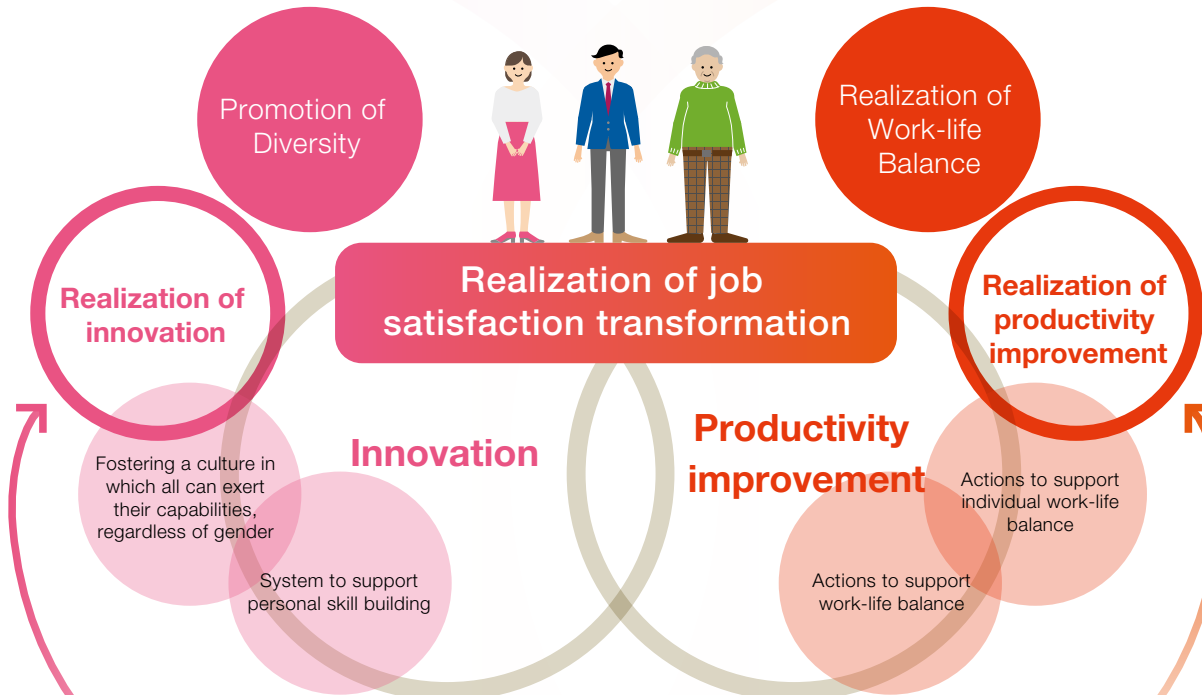 Promotion of
Diversity
Realization of
Work-life
Balance
Realization of job
satisfaction transformation
Realization of
innovation
Realization of
productivity
improvement
Innovation
Productivity
improvement
Fostering a culture in
which all can exert
their capabilities,
regardless of gender
System to support
personal skill building
Actions to support
individual work-life
balance
Actions to support
work-life balance